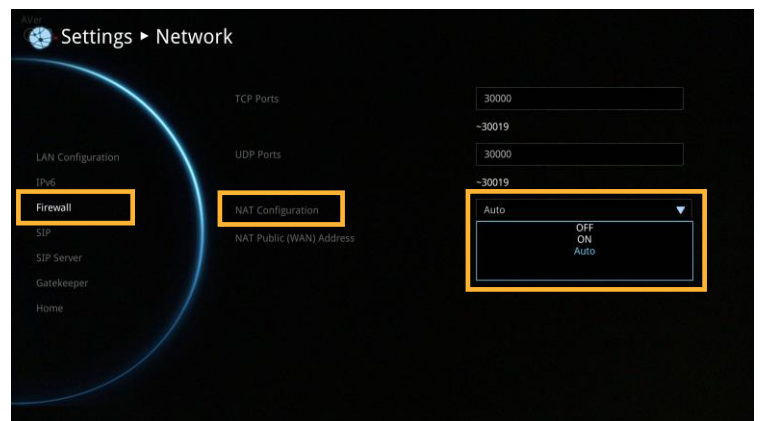 AVer
Settings ▸ Network
TCP Ports
30000
~30019
LAN Configuration
UDP Ports
30000
IPv6
~30019
Firewall
NAT Configuration
Auto
OFF
SIP
NAT Public (WAN) Address
ON
Auto
SIP Server
Gatekeeper
Home